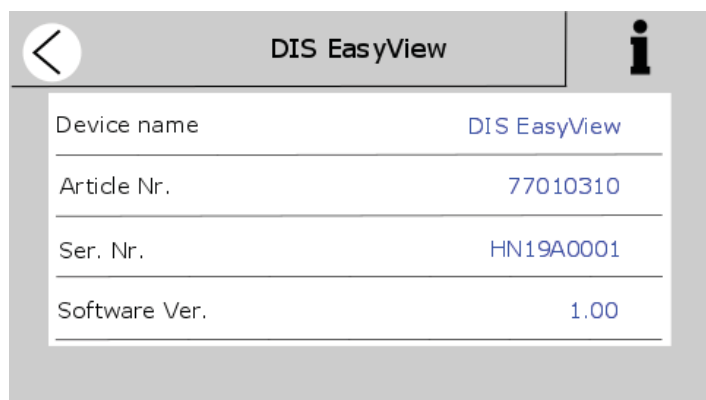 DIS EasyView
Device name DIS EasyView
Article Nr. 77010310
Ser. Nr. HN19A0001
Software Ver. 1.00